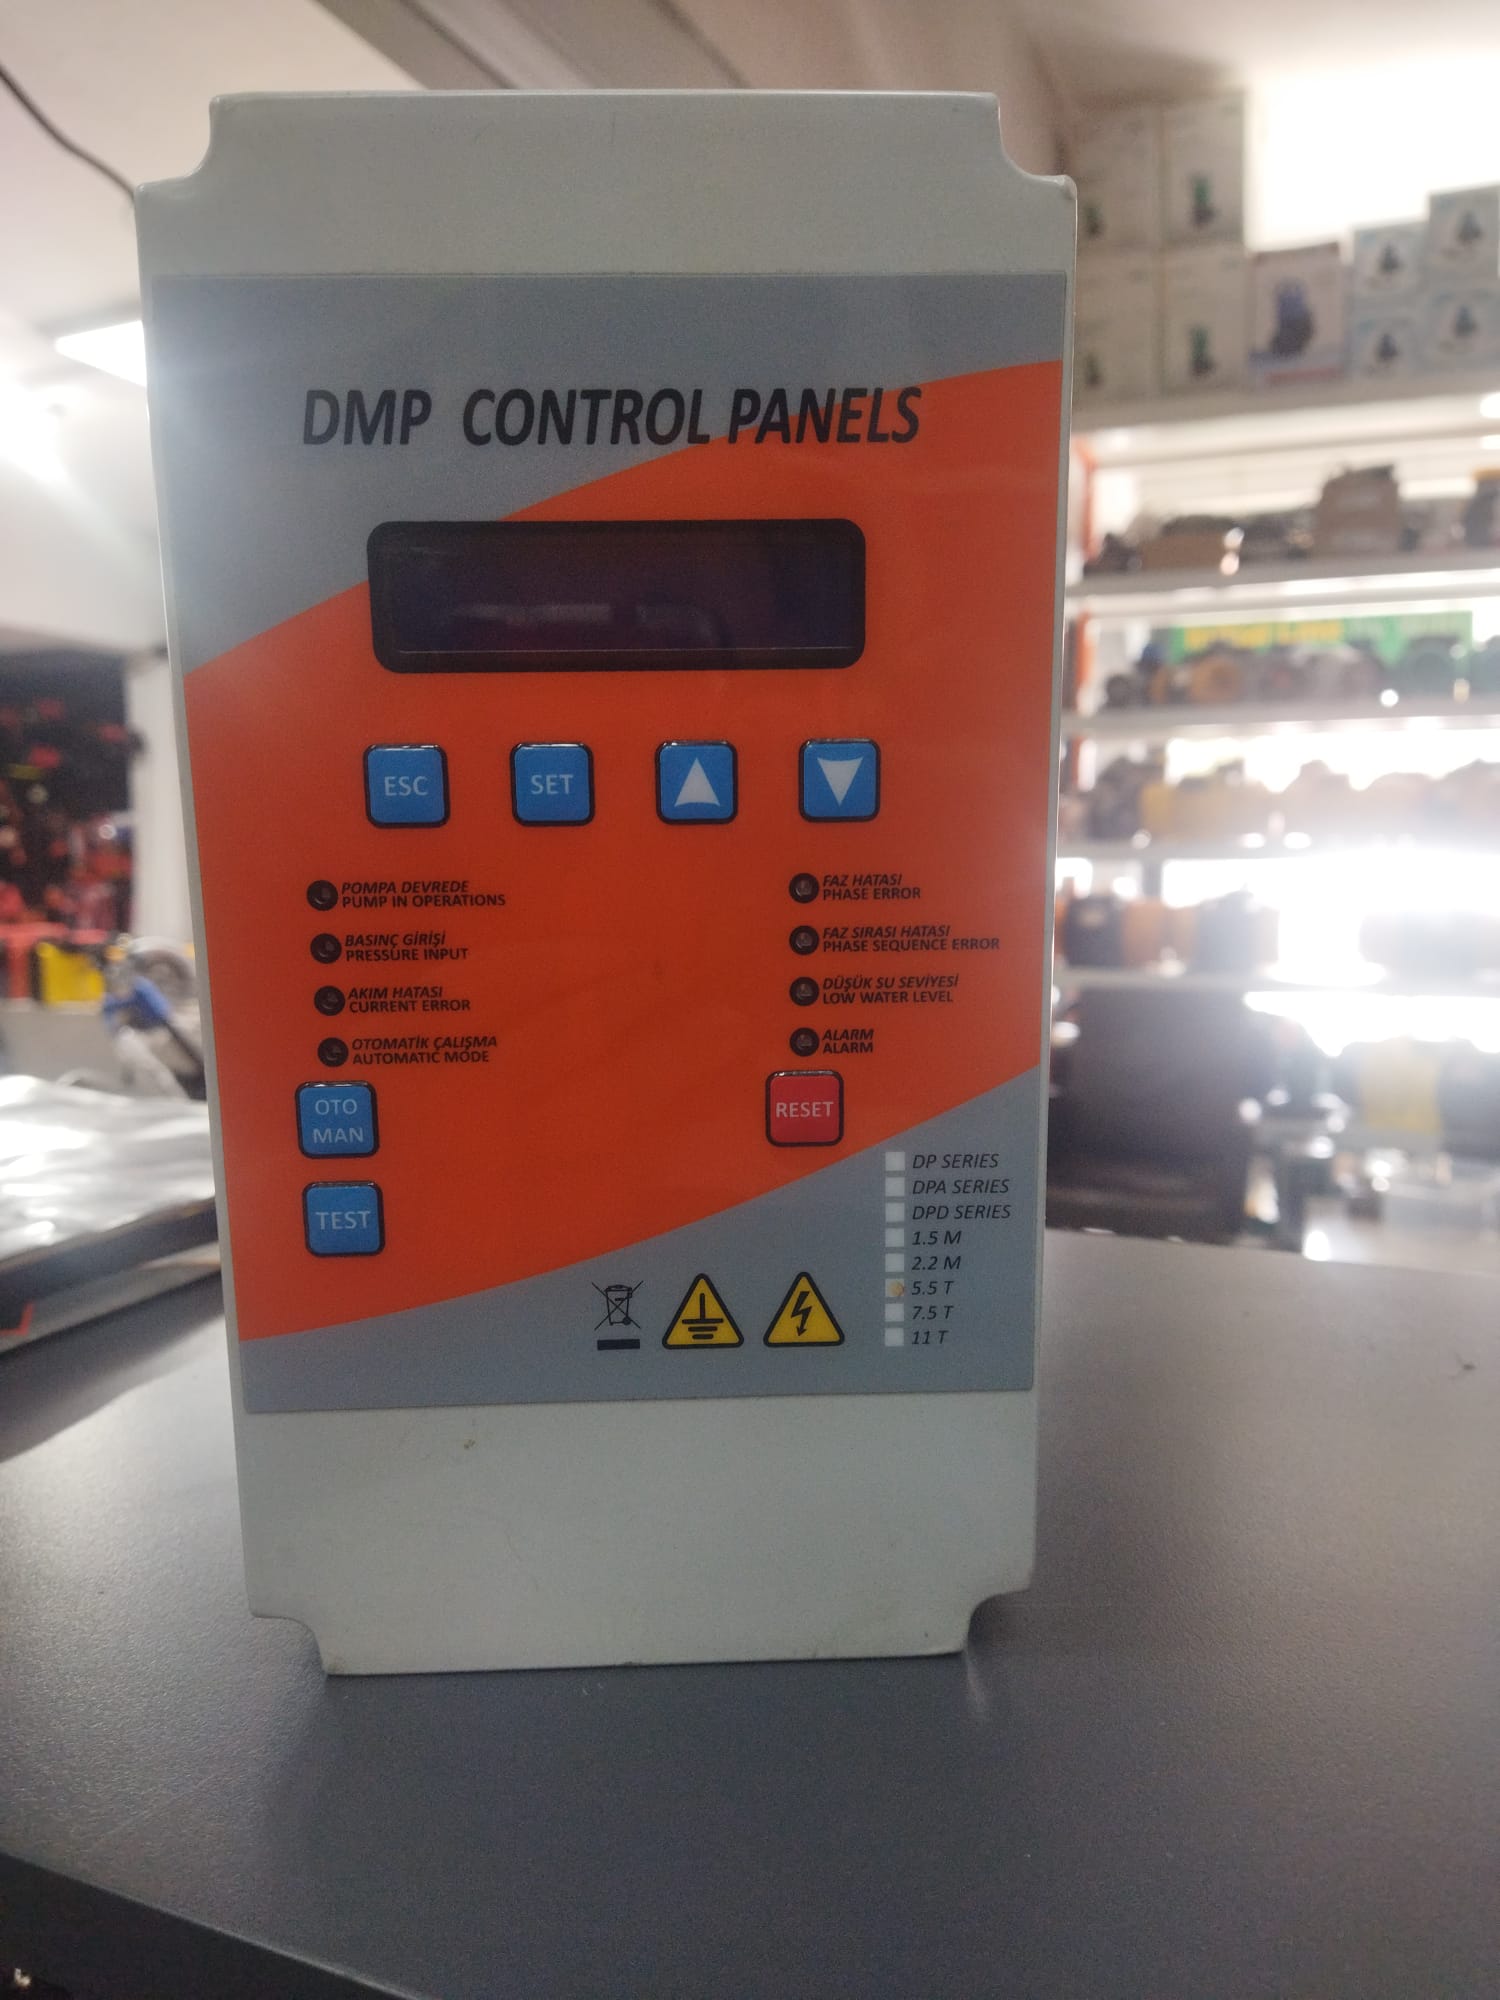 DMP CONTROL PANELS
ESC
SET
POMPA DEVREDE
PUMP IN OPERATIONS
BASINÇ GİRİŞİ
PRESSURE INPUT
AKIM HATASI
CURRENT ERROR
OTOMATİK ÇALIŞMA
AUTOMATIC MODE
FAZ HATASI
PHASE ERROR
FAZ SIRASI HATASI
PHASE SEQUENCE ERROR
DÜŞÜK SU SEVİYESİ
LOW WATER LEVEL
ALARM
ALARM
OTO
MAN
RESET
TEST
DP SERIES
DPA SERIES
DPD SERIES
1.5 M
2.2 M
5.5 T
7.5 T
11 T